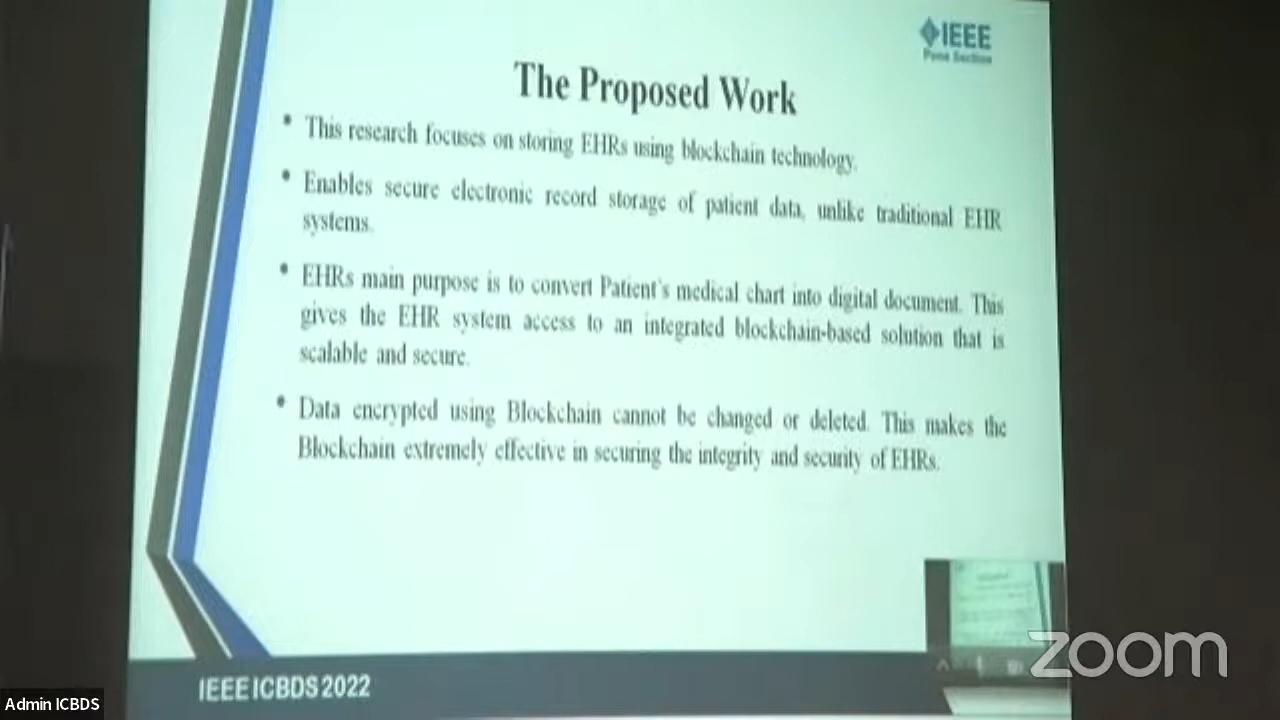 IEEE
Pune Section
The Proposed Work
• This research focuses on storing EHRs using blockchain technology.
• Enables secure electronic record storage of patient data, unlike traditional EHR
systems.
• EHRs main purpose is to convert Patient's medical chart into digital document. This
gives the EHR system access to an integrated blockchain-based solution that is
scalable and secure.
• Data encrypted using Blockchain cannot be changed or deleted. This makes the
Blockchain extremely effective in securing the integrity and security of EHRs.
zoom
IEEE ICBDS 2022
Admin ICBDS